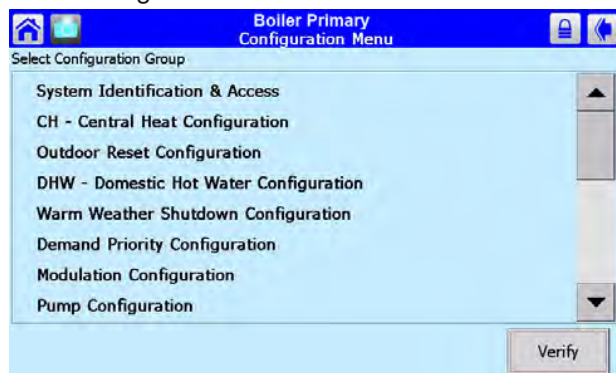 Boiler Primary
Configuration Menu
Select Configuration Group
System Identification & Access
CH - Central Heat Configuration
Outdoor Reset Configuration
DHW - Domestic Hot Water Configuration
Warm Weather Shutdown Configuration
Demand Priority Configuration
Modulation Configuration
Pump Configuration
Verify